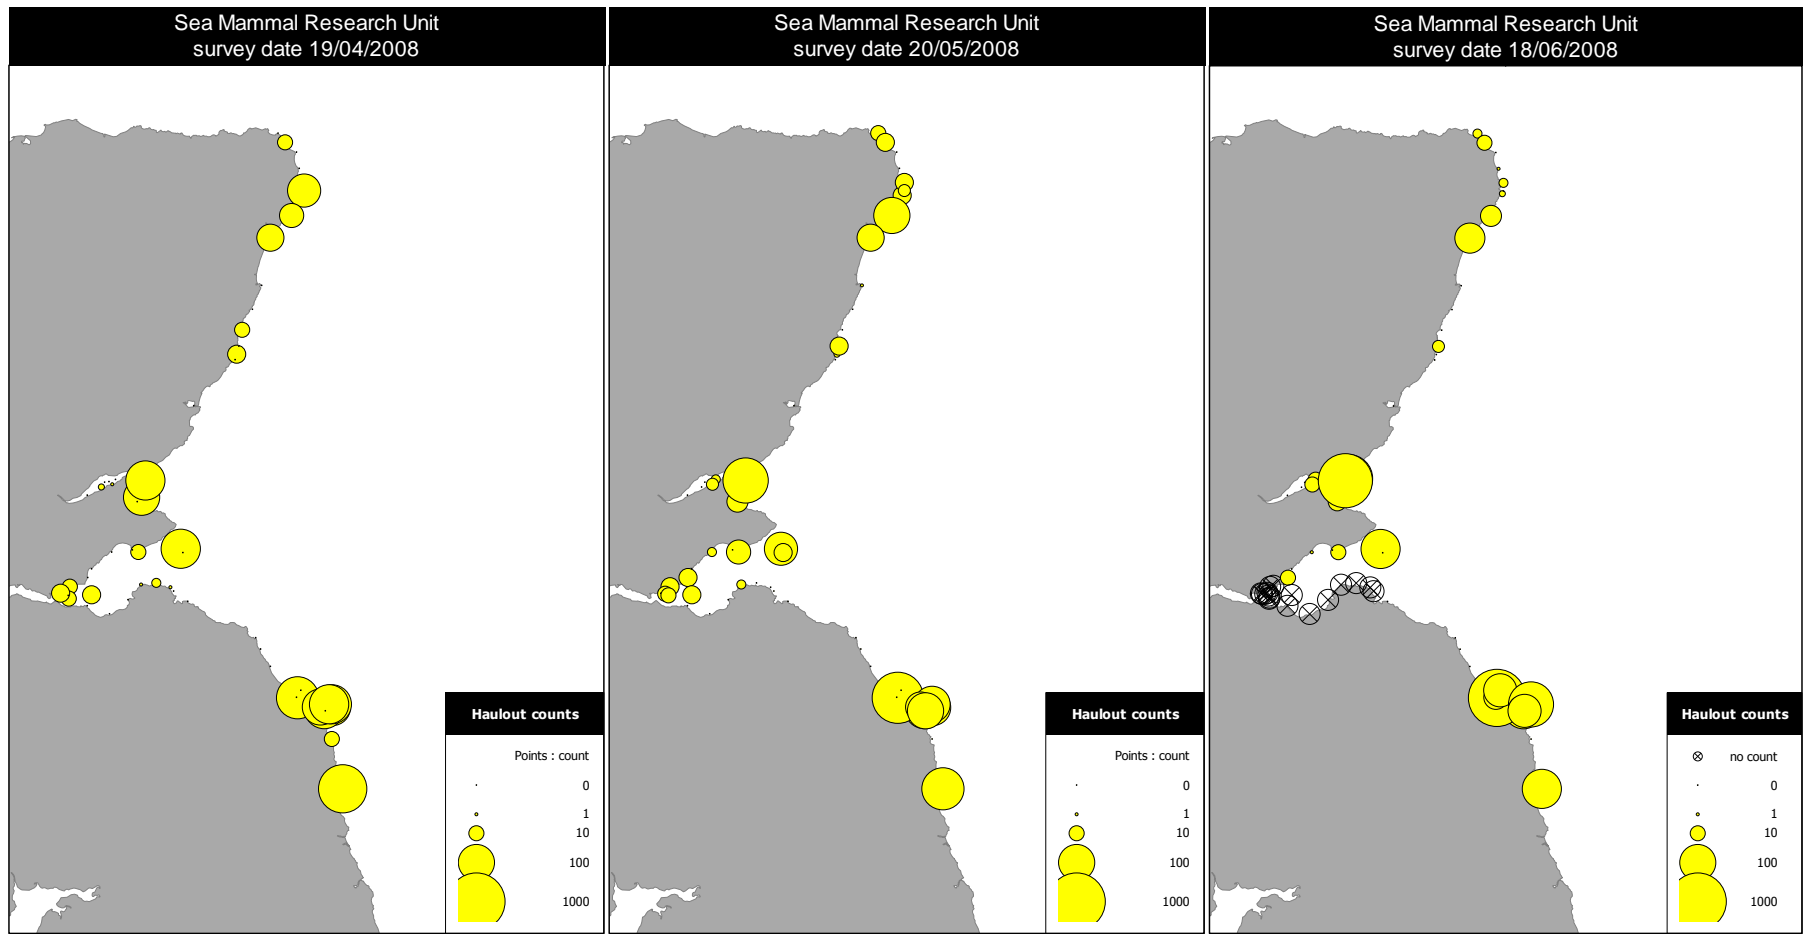 Sea Mammal Research Unit
survey date 19/04/2008
Haulout counts
Points : count
0
1
10
100
1000
Sea Mammal Research Unit
survey date 20/05/2008
Haulout counts
Points : count
0
1
10
100
1000
Sea Mammal Research Unit
survey date 18/06/2008
Haulout counts
no count
0
1
10
100
1000